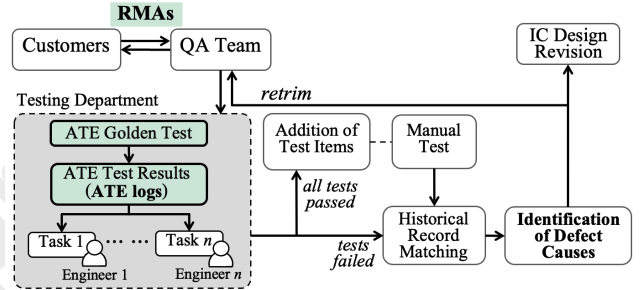 RMAs
Customers
QA Team
IC Design
Revision
retrim
Testing Department
ATE Golden Test
ATE Test Results
(ATE logs)
Task 1
... ...
Task n
Engineer 1
Engineer n
Addition of
Test Items
Manual
Test
all tests
passed
tests
failed
Historical
Record
Matching
Identification
of Defect
Causes